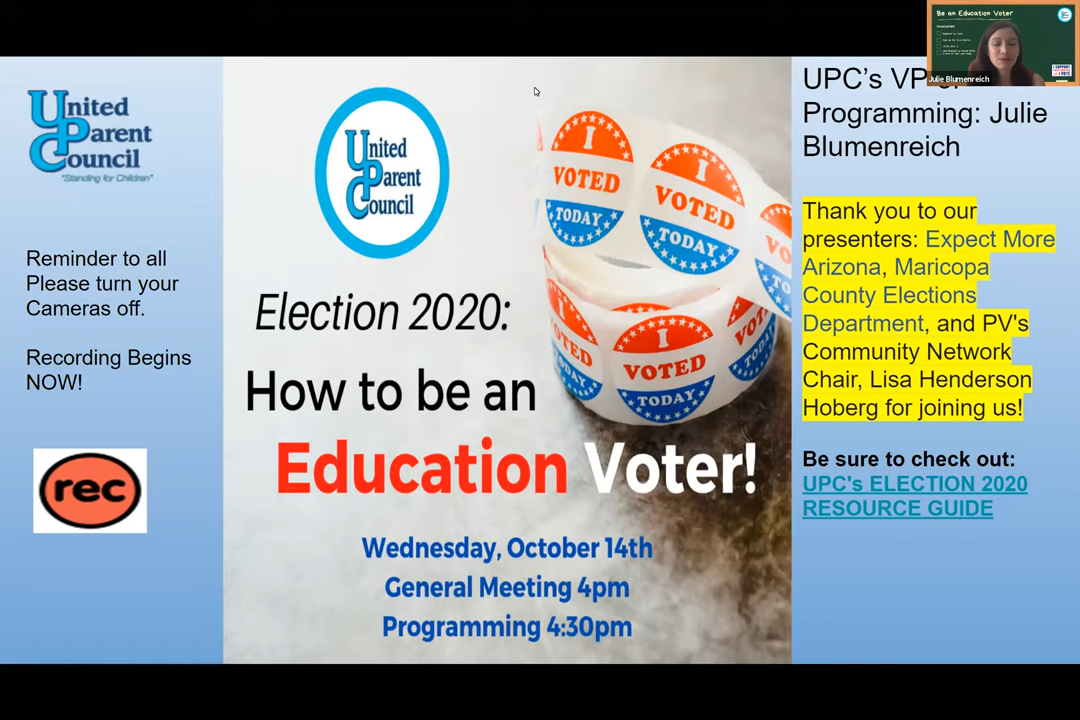 United
Parent
Council
"Standing for Children"
Reminder to all
Please turn your
Cameras off.
Recording Begins
NOW!
rec
United
Parent
Council
Election 2020:
How to be an
Education Voter!
Wednesday, October 14th
General Meeting 4pm
Programming 4:30pm
I
VOTED
TODAY
I
VOTED
TODAY
I
VOTED
TODAY
Be an Education Voter
Julie Blumenreich
UPC's VP of
Programming: Julie
Blumenreich
Thank you to our
presenters: Expect More
Arizona, Maricopa
County Elections
Department, and PV's
Community Network
Chair, Lisa Henderson
Hoberg for joining us!
Be sure to check out:
UPC's ELECTION 2020
RESOURCE GUIDE